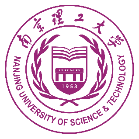 南京理工大学
NANJING UNIVERSITY OF SCIENCE & TECHNOLOGY
1953